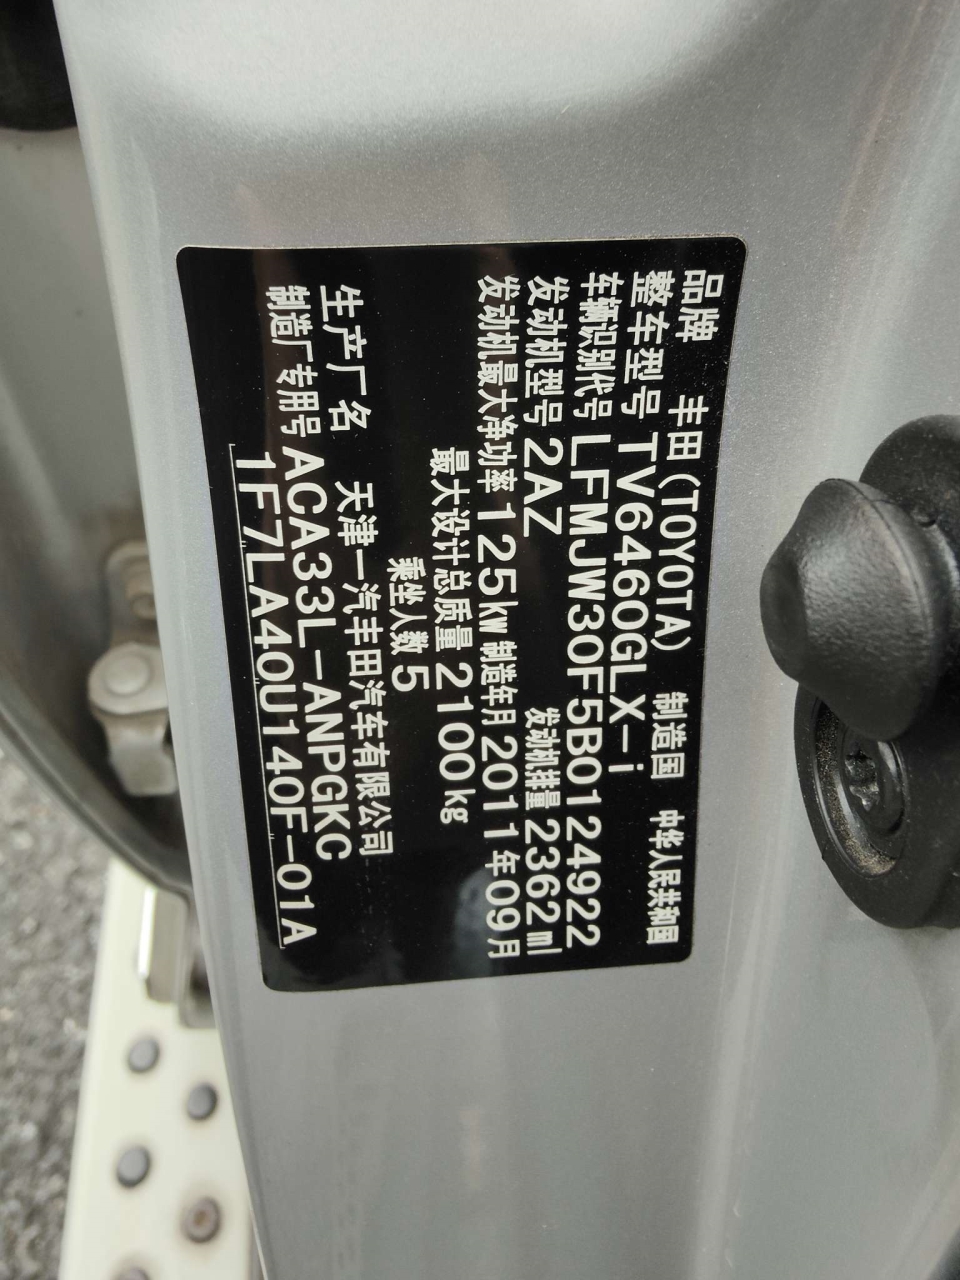 品牌 丰田(TOYOTA) 制造国 中华人民共和国
整车型号 TV6460GLX-i
车辆识别代号 LFMJW30F5B0124922
发动机型号 2AZ 发动机排量 2362ml
发动机最大净功率 125kW 制造年月 2011年09月
最大设计总质量 2100kg
乘坐人数 5
生产厂名 天津一汽丰田汽车有限公司
制造厂专用号 ACA33L-ANPGKC
1F7LA40U140F-01A